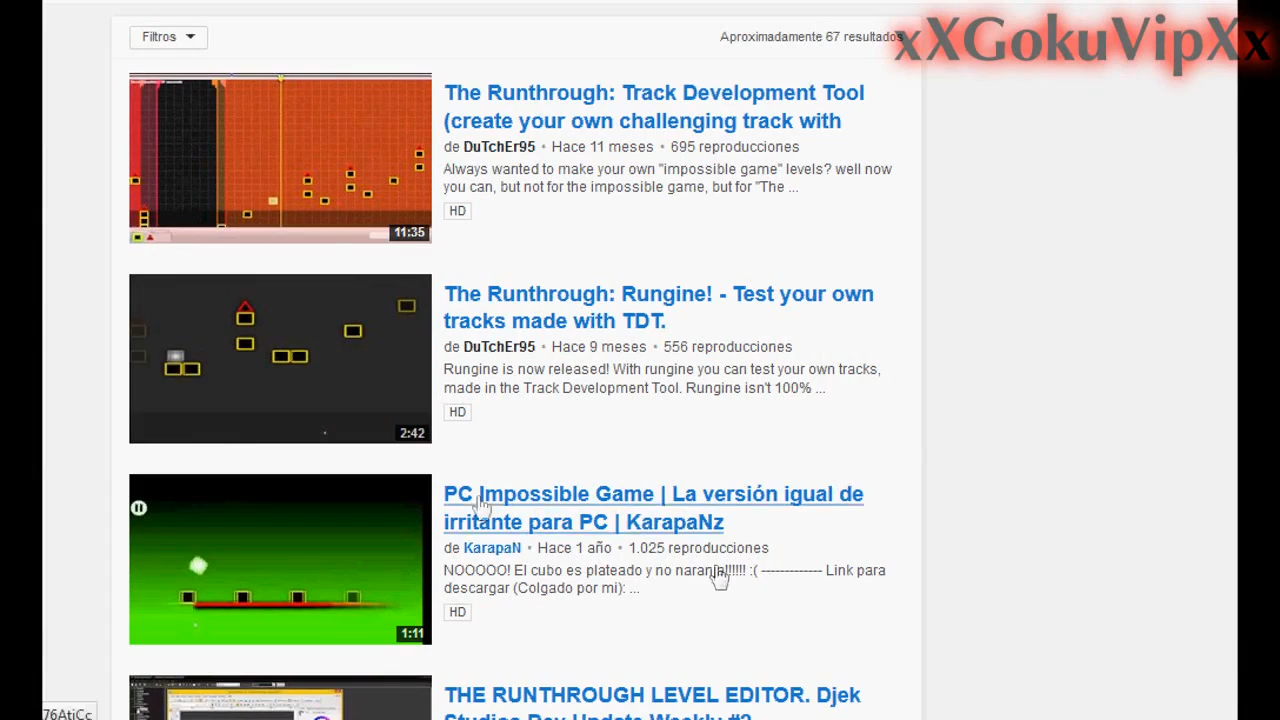 Filtros
Aproximadamente 67 resultados
xXGokuVipXx
The Runthrough: Track Development Tool
(create your own challenging track with
de DuTchEr95 • Hace 11 meses • 695 reproducciones
Always wanted to make your own "impossible game" levels? well now
you can, but not for the impossible game, but for "The ...
HD
11:35
The Runthrough: Rungine! - Test your own
tracks made with TDT.
de DuTchEr95 • Hace 9 meses • 556 reproducciones
Rungine is now released! With rungine you can test your own tracks,
made in the Track Development Tool. Rungine isn't 100% ...
HD
2:42
PC Impossible Game | La versión igual de
irritante para PC | KarapaNz
de KarapaN • Hace 1 año • 1.025 reproducciones
NOOOOO! El cubo es plateado y no naranja!!!!!! :( ------------- Link para
descargar (Colgado por mi): ...
HD
1:11
THE RUNTHROUGH LEVEL EDITOR. Djek
Studios Dev Update Weekly #2
76AtiCc